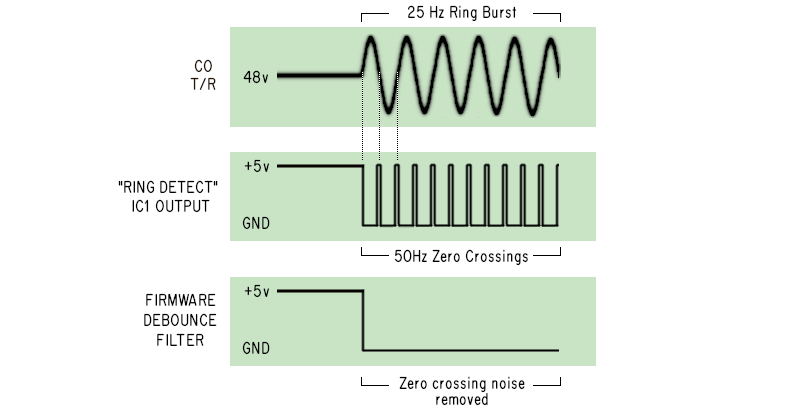 25 Hz Ring Burst
CO
T/R
48v
+5v
"RING DETECT"
IC1 OUTPUT
GND
50Hz Zero Crossings
+5v
FIRMWARE
DEBOUNCE
FILTER
GND
Zero crossing noise
removed